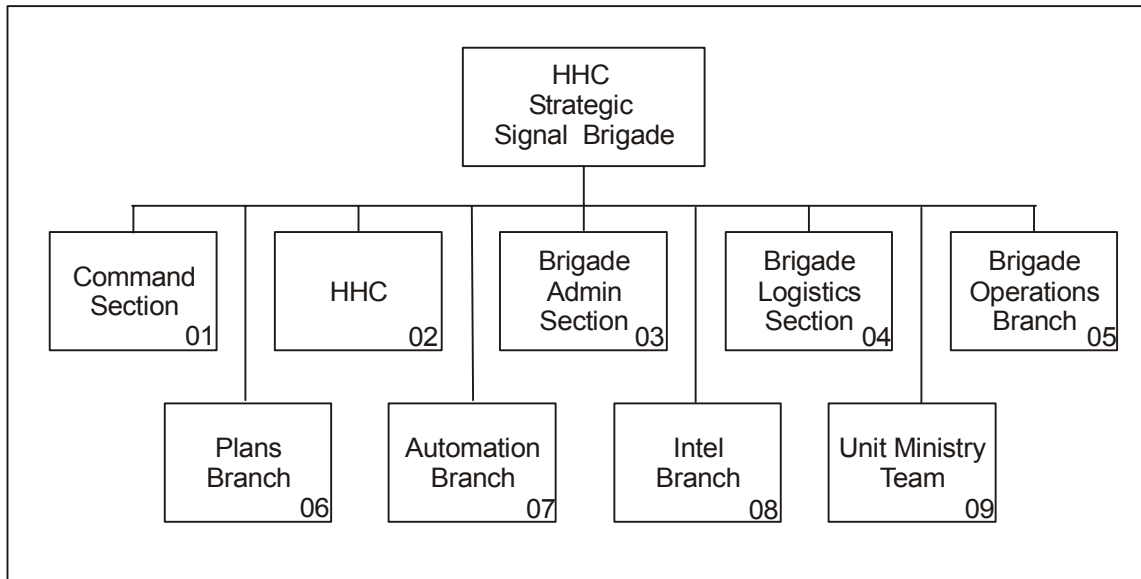 HHC
Strategic
Signal Brigade
Command
Section
01
HHC
02
Brigade
Admin
Section
03
Brigade
Logistics
Section
04
Brigade
Operations
Branch
05
Plans
Branch
06
Automation
Branch
07
Intel
Branch
08
Unit Ministry
Team
09